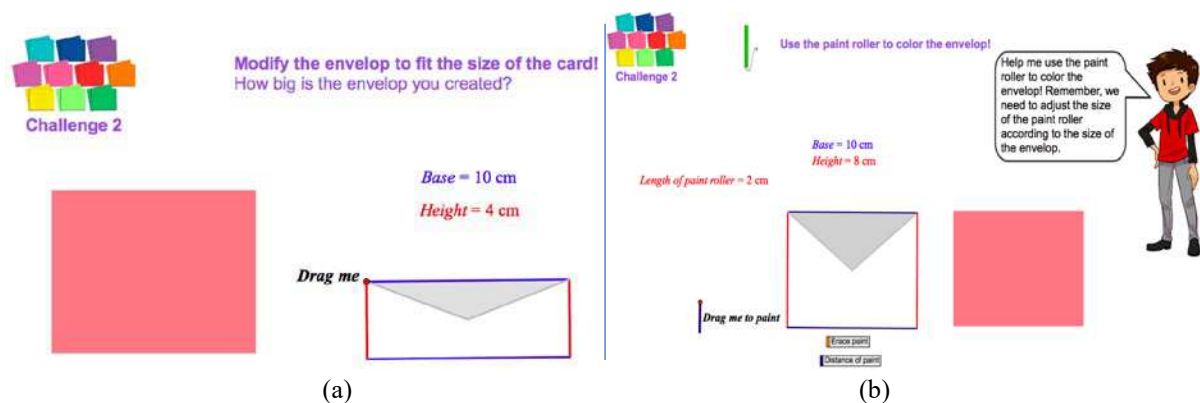 Modify the envelop to fit the size of the card!
How big is the envelop you created?
Challenge 2
Base = 10 cm
Height = 4 cm
Drag me
(a)
Use the paint roller to color the envelop!
Challenge 2
Help me use the paint
roller to color the
envelop! Remember, we
need to adjust the size
of the paint roller
according to the size of
the envelop.
Base = 10 cm
Height = 8 cm
Length of paint roller = 2 cm
Drag me to paint
Erace paint
Distance of paint
(b)